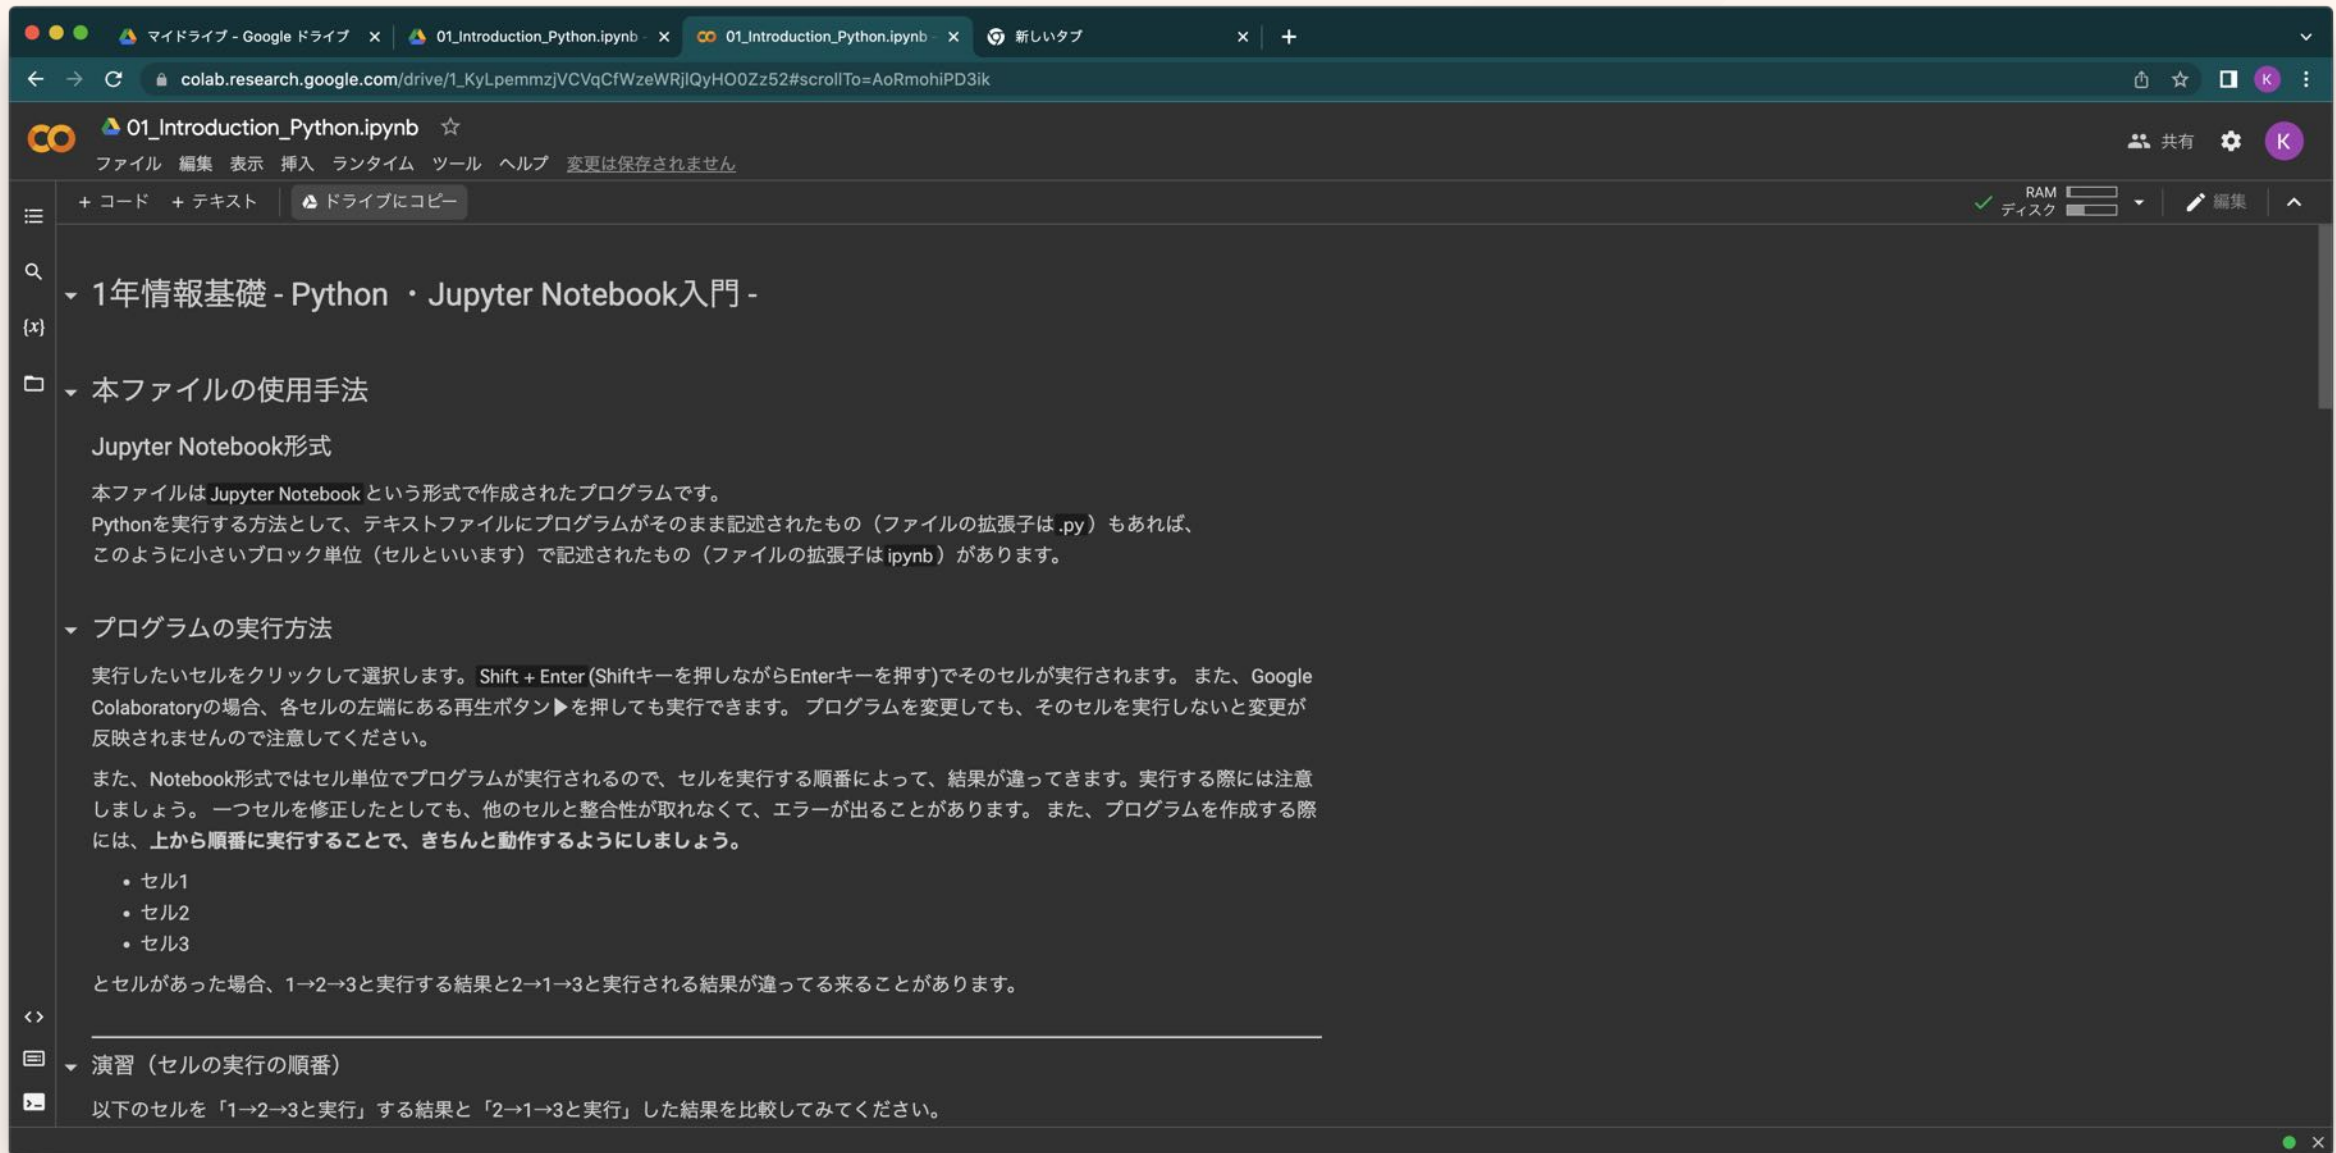 マイドライブ - Google ドライブ
01_Introduction_Python.ipynb -
01_Introduction_Python.ipynb -
新しいタブ
colab.research.google.com/drive/1_KyLpemmzjVCVqCfWzeWRjlQyHO0Zz52#scrollTo=AoRmohiPD3ik
K
01_Introduction_Python.ipynb
共有
K
ファイル 編集 表示 挿入 ランタイム ツール ヘルプ 変更は保存されません
+ コード + テキスト ドライブにコピー
RAM
ディスク
編集
{x}
1年情報基礎 - Python ・Jupyter Notebook入門 -
本ファイルの使用手法
Jupyter Notebook形式
本ファイルは Jupyter Notebook という形式で作成されたプログラムです。
Pythonを実行する方法として、テキストファイルにプログラムがそのまま記述されたもの（ファイルの拡張子は .py）もあれば、
このように小さいブロック単位（セルといいます）で記述されたもの（ファイルの拡張子は ipynb）があります。
プログラムの実行方法
実行したいセルをクリックして選択します。 Shift + Enter (Shiftキーを押しながらEnterキーを押す)でそのセルが実行されます。 また、Google
Colaboratoryの場合、各セルの左端にある再生ボタン▶を押しても実行できます。 プログラムを変更しても、そのセルを実行しないと変更が
反映されませんので注意してください。
また、Notebook形式ではセル単位でプログラムが実行されるので、セルを実行する順番によって、結果が違ってきます。実行する際には注意
しましょう。 一つセルを修正したとしても、他のセルと整合性が取れなくて、エラーが出ることがあります。 また、プログラムを作成する際
には、上から順番に実行することで、きちんと動作するようにしましょう。
• セル1
• セル2
• セル3
とセルがあった場合、1→2→3と実行する結果と2→1→3と実行される結果が違ってる来ることがあります。
演習（セルの実行の順番）
以下のセルを「1→2→3と実行」する結果と「2→1→3と実行」した結果を比較してみてください。